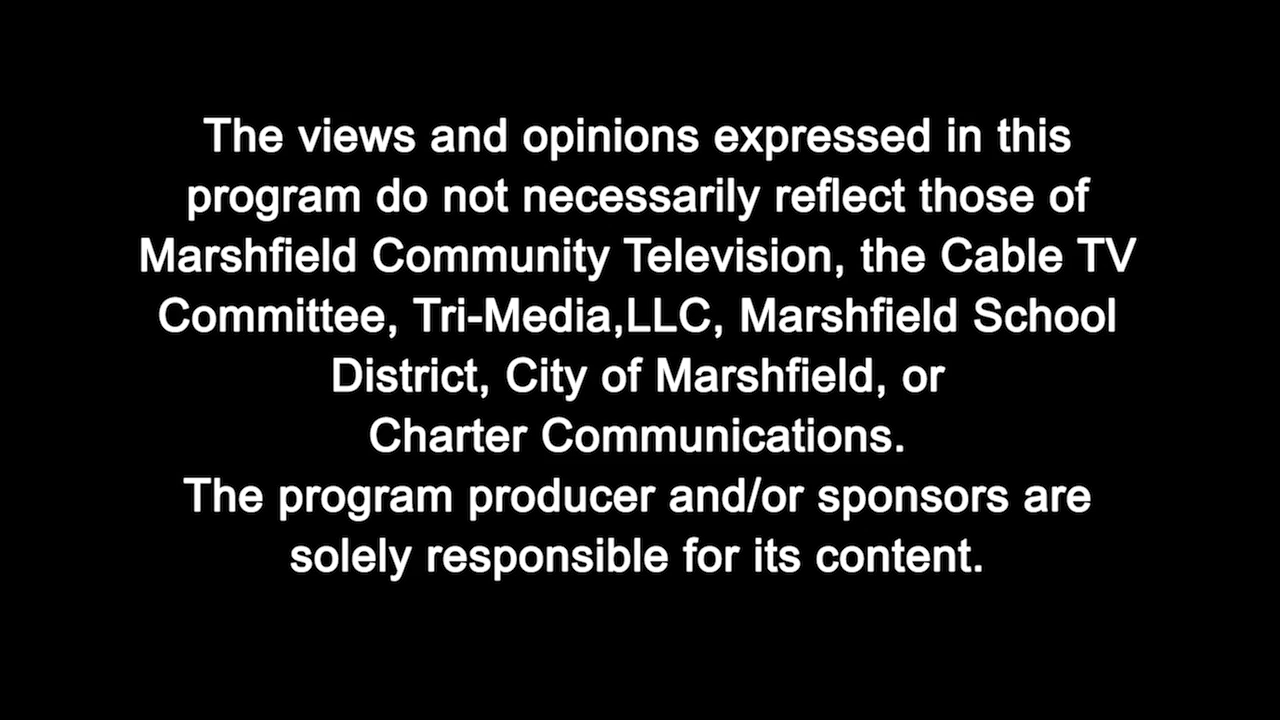 The views and opinions expressed in this
program do not necessarily reflect those of
Marshfield Community Television, the Cable TV
Committee, Tri-Media,LLC, Marshfield School
District, City of Marshfield, or
Charter Communications.
The program producer and/or sponsors are
solely responsible for its content.